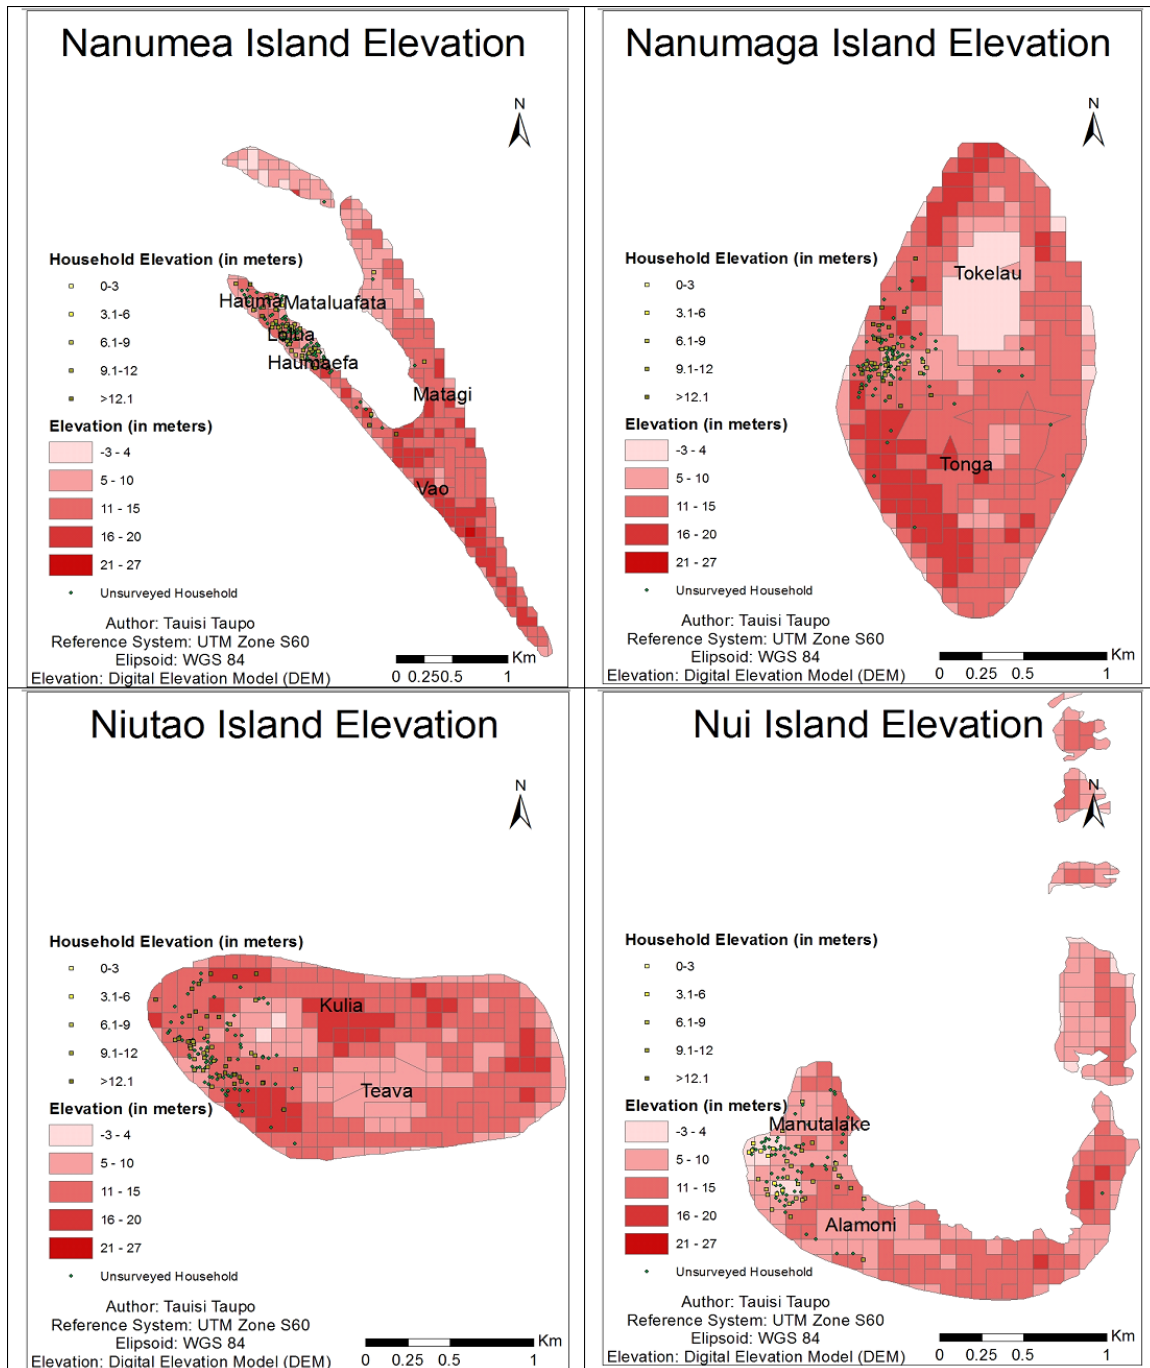 Nanumea Island Elevation
N
Household Elevation (in meters)
0-3
3.1-6
6.1-9
9.1-12
>12.1
Elevation (in meters)
-3 - 4
5 - 10
11 - 15
16 - 20
21 - 27
Unsurveyed Household
Hauma
Mataluafata
Lolua
Haumaefa
Matagi
Vao
Author: Tauisi Taupo
Reference System: UTM Zone S60
Elipsoid: WGS 84
Elevation: Digital Elevation Model (DEM)
Km
0 0.25 0.5 1
Nanumaga Island Elevation
N
Household Elevation (in meters)
0-3
3.1-6
6.1-9
9.1-12
>12.1
Elevation (in meters)
-3 - 4
5 - 10
11 - 15
16 - 20
21 - 27
Unsurveyed Household
Tokelau
Tonga
Author: Tauisi Taupo
Reference System: UTM Zone S60
Elipsoid: WGS 84
Elevation: Digital Elevation Model (DEM)
Km
0 0.25 0.5 1
Niutao Island Elevation
N
Household Elevation (in meters)
0-3
3.1-6
6.1-9
9.1-12
>12.1
Elevation (in meters)
-3 - 4
5 - 10
11 - 15
16 - 20
21 - 27
Unsurveyed Household
Kulia
Teava
Author: Tauisi Taupo
Reference System: UTM Zone S60
Elipsoid: WGS 84
Elevation: Digital Elevation Model (DEM)
Km
0 0.25 0.5 1
Nui Island Elevation
N
Household Elevation (in meters)
0-3
3.1-6
6.1-9
9.1-12
>12.1
Elevation (in meters)
-3 - 4
5 - 10
11 - 15
16 - 20
21 - 27
Unsurveyed Household
Manutalake
Alamoni
Author: Tauisi Taupo
Reference System: UTM Zone S60
Elipsoid: WGS 84
Elevation: Digital Elevation Model (DEM)
Km
0 0.25 0.5 1